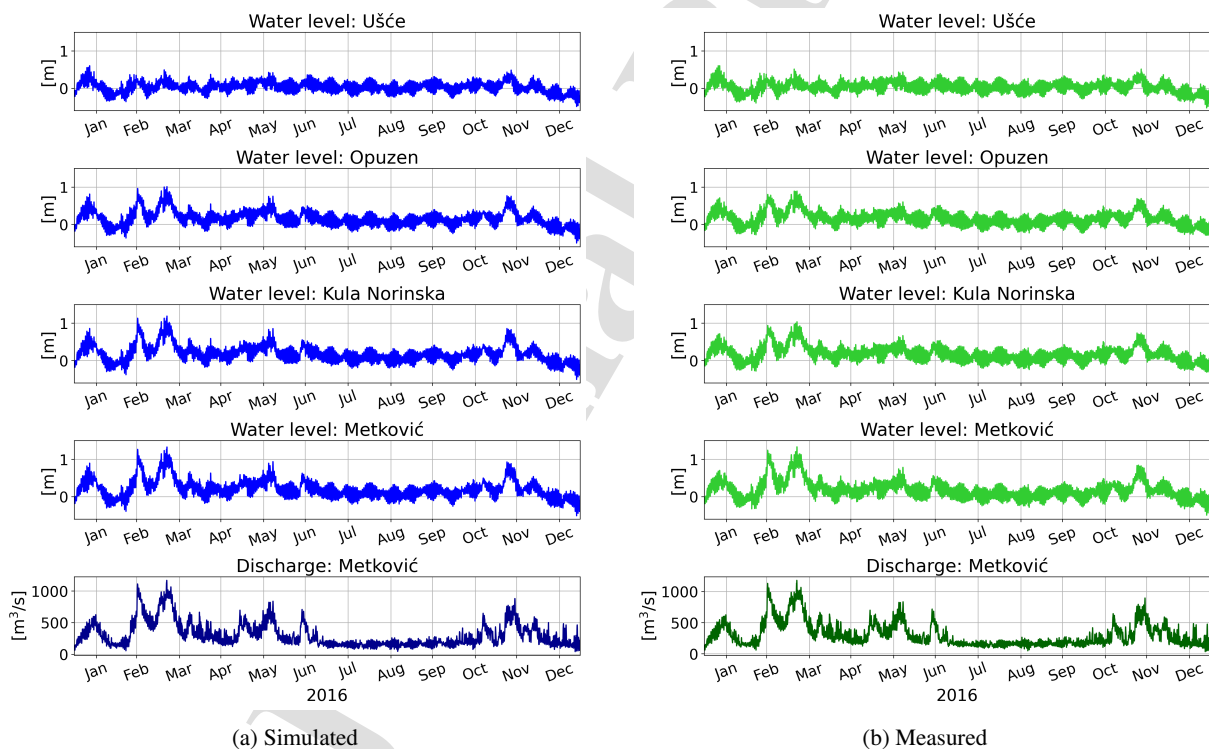 Water level: Ušće
[m]
1
0
Jan Feb Mar Apr May Jun Jul Aug Sep Oct Nov Dec
Water level: Opuzen
[m]
1
0
Jan Feb Mar Apr May Jun Jul Aug Sep Oct Nov Dec
Water level: Kula Norinska
[m]
1
0
Jan Feb Mar Apr May Jun Jul Aug Sep Oct Nov Dec
Water level: Metković
[m]
1
0
Jan Feb Mar Apr May Jun Jul Aug Sep Oct Nov Dec
Discharge: Metković
[m³/s]
1000
500
0
Jan Feb Mar Apr May Jun Jul Aug Sep Oct Nov Dec
2016
(a) Simulated
Water level: Ušće
[m]
1
0
Jan Feb Mar Apr May Jun Jul Aug Sep Oct Nov Dec
Water level: Opuzen
[m]
1
0
Jan Feb Mar Apr May Jun Jul Aug Sep Oct Nov Dec
Water level: Kula Norinska
[m]
1
0
Jan Feb Mar Apr May Jun Jul Aug Sep Oct Nov Dec
Water level: Metković
[m]
1
0
Jan Feb Mar Apr May Jun Jul Aug Sep Oct Nov Dec
Discharge: Metković
[m³/s]
1000
500
0
Jan Feb Mar Apr May Jun Jul Aug Sep Oct Nov Dec
2016
(b) Measured